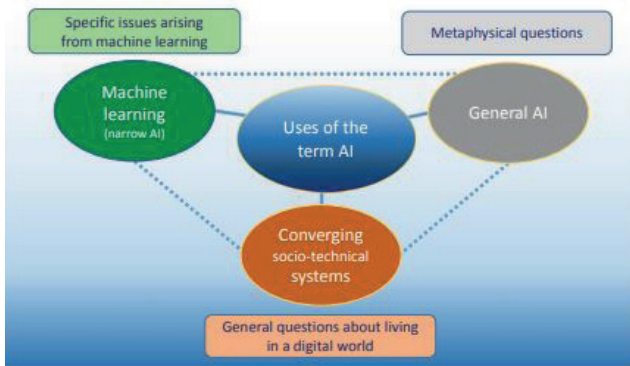 Specific issues arising
from machine learning
Metaphysical questions
Machine
learning
(narrow AI)
Uses of the
term AI
General AI
Converging
socio-technical
systems
General questions about living
in a digital world